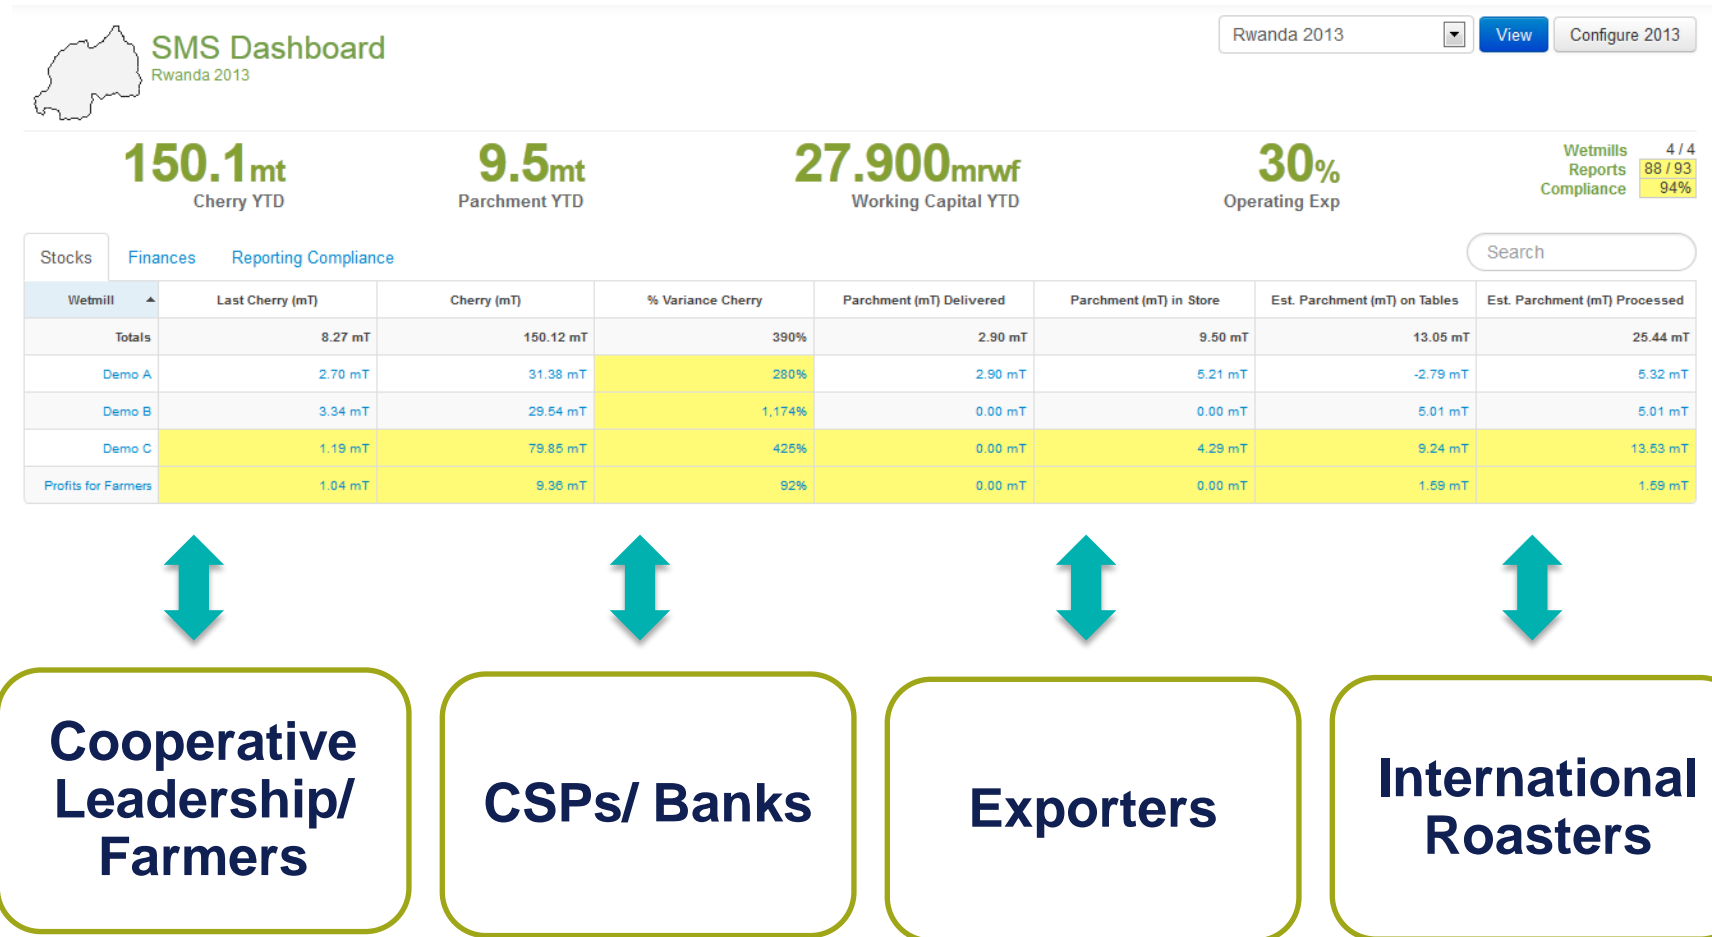 SMS Dashboard
Rwanda 2013
Rwanda 2013 View Configure 2013
150.1mt
Cherry YTD
9.5mt
Parchment YTD
27.900mrwf
Working Capital YTD
30%
Operating Exp
Wetmills 4 / 4
Reports 88 / 93
Compliance 94%
Stocks Finances Reporting Compliance Search
Wetmill Last Cherry (mT) Cherry (mT) % Variance Cherry Parchment (mT) Delivered Parchment (mT) in Store Est. Parchment (mT) on Tables Est. Parchment (mT) Processed
Totals 8.27 mT 150.12 mT 390% 2.90 mT 9.50 mT 13.05 mT 25.44 mT
Demo A 2.70 mT 31.38 mT 280% 2.90 mT 5.21 mT -2.79 mT 5.32 mT
Demo B 3.34 mT 29.54 mT 1,174% 0.00 mT 0.00 mT 5.01 mT 5.01 mT
Demo C 1.19 mT 79.85 mT 425% 0.00 mT 4.29 mT 9.24 mT 13.53 mT
Profits for Farmers 1.04 mT 9.36 mT 92% 0.00 mT 0.00 mT 1.59 mT 1.59 mT
Cooperative
Leadership/
Farmers
CSPs/ Banks
Exporters
International
Roasters